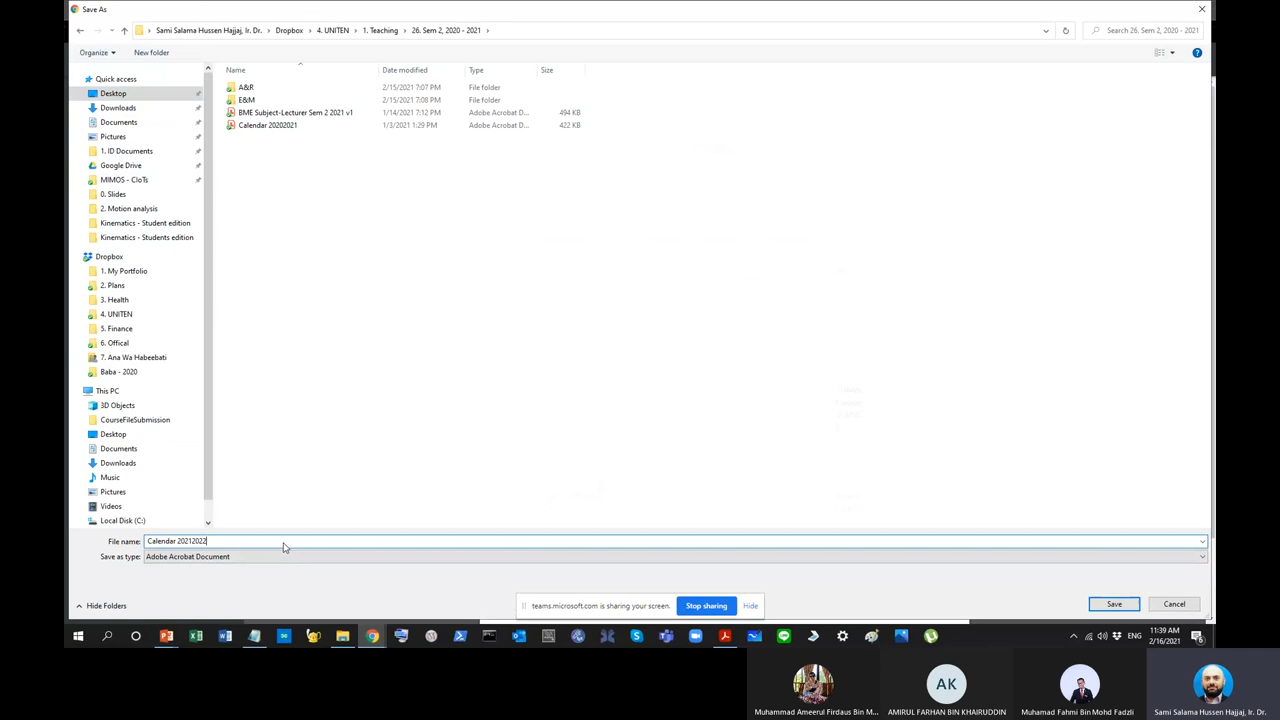 Save As
Sami Salama Hussen Hajjaj, Ir. Dr. > Dropbox > 4. UNITEN > 1. Teaching > 26. Sem 2, 2020 - 2021 >
Search 26. Sem 2, 2020 - 2021
Organize
New folder
Name Date modified Type Size
A&R 2/15/2021 7:07 PM File folder
E&M 2/15/2021 7:08 PM File folder
BME Subject-Lecturer Sem 2 2021 v1 1/14/2021 7:12 PM Adobe Acrobat D... 494 KB
Calendar 20202021 1/3/2021 1:29 PM Adobe Acrobat D... 422 KB
Quick access
Desktop
Downloads
Documents
Pictures
1. ID Documents
Google Drive
MIMOS - CIoTs
0. Slides
2. Motion analysis
Kinematics - Student edition
Kinematics - Students edition
Dropbox
1. My Portfolio
2. Plans
3. Health
4. UNITEN
5. Finance
6. Offical
7. Ana Wa Habeebati
Baba - 2020
This PC
3D Objects
CourseFileSubmission
Desktop
Documents
Downloads
Music
Pictures
Videos
Local Disk (C:)
File name: Calendar 20212022
Save as type: Adobe Acrobat Document
Hide Folders
teams.microsoft.com is sharing your screen.
Stop sharing
Hide
Save
Cancel
ENG
11:39 AM
2/16/2021
AK
Muhammad Ameerul Firdaus Bin M...
AMIRUL FARHAN BIN KHAIRUDDIN
Muhamad Fahmi Bin Mohd Fadzli
Sami Salama Hussen Hajjaj, Ir. Dr.